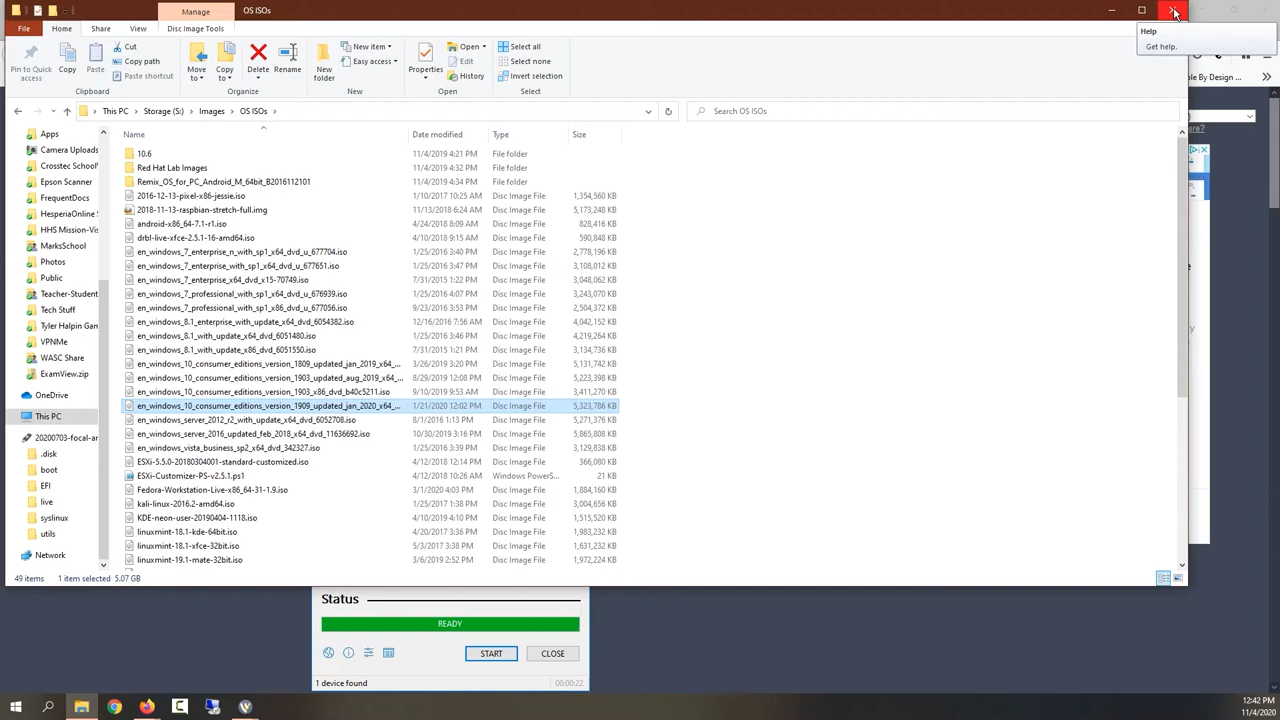 Manage
OS ISOs
File
Home
Share
View
Disc Image Tools
Help
Get help.
Pin to Quick access
Copy
Paste
Cut
Copy path
Paste shortcut
Clipboard
Move to
Copy to
Delete
Rename
Organize
New folder
New item
Easy access
New
Properties
Open
Edit
History
Open
Select all
Select none
Invert selection
Select
This PC > Storage (S:) > Images > OS ISOs >
Search OS ISOs
le By Design ...
ere?
Name Date modified Type Size
10.6 11/4/2019 4:21 PM File folder
Red Hat Lab Images 11/4/2019 4:32 PM File folder
Remix_OS_for_PC_Android_M_64bit_B2016112101 11/4/2019 4:34 PM File folder
2016-12-13-pixel-x86-jessie.iso 1/10/2017 10:25 AM Disc Image File 1,354,560 KB
2018-11-13-raspbian-stretch-full.img 11/13/2018 6:24 AM Disc Image File 5,173,248 KB
android-x86_64-7.1-r1.iso 4/24/2018 8:09 AM Disc Image File 828,416 KB
drbl-live-xfce-2.5.1-16-amd64.iso 4/10/2018 9:15 AM Disc Image File 590,848 KB
en_windows_7_enterprise_n_with_sp1_x64_dvd_u_677704.iso 1/25/2016 3:40 PM Disc Image File 2,778,196 KB
en_windows_7_enterprise_with_sp1_x64_dvd_u_677651.iso 1/25/2016 3:47 PM Disc Image File 3,108,012 KB
en_windows_7_enterprise_x64_dvd_x15-70749.iso 7/31/2015 1:22 PM Disc Image File 3,048,062 KB
en_windows_7_professional_with_sp1_x64_dvd_u_676939.iso 1/25/2016 4:07 PM Disc Image File 3,243,070 KB
en_windows_7_professional_with_sp1_x86_dvd_u_677056.iso 9/23/2016 3:53 PM Disc Image File 2,504,372 KB
en_windows_8.1_enterprise_with_update_x64_dvd_6054382.iso 12/16/2016 7:56 AM Disc Image File 4,042,152 KB
en_windows_8.1_with_update_x64_dvd_6051480.iso 1/25/2016 3:46 PM Disc Image File 4,219,264 KB
en_windows_8.1_with_update_x86_dvd_6051550.iso 7/31/2015 1:21 PM Disc Image File 3,134,736 KB
en_windows_10_consumer_editions_version_1809_updated_jan_2019_x64_... 3/26/2019 3:20 PM Disc Image File 5,131,742 KB
en_windows_10_consumer_editions_version_1903_updated_aug_2019_x64_... 8/29/2019 12:08 PM Disc Image File 5,223,398 KB
en_windows_10_consumer_editions_version_1903_x86_dvd_b40c5211.iso 9/10/2019 9:53 AM Disc Image File 3,411,270 KB
en_windows_10_consumer_editions_version_1909_updated_jan_2020_x64_... 1/21/2020 12:02 PM Disc Image File 5,323,786 KB
en_windows_server_2012_r2_with_update_x64_dvd_6052708.iso 8/1/2016 1:13 PM Disc Image File 5,271,376 KB
en_windows_server_2016_updated_feb_2018_x64_dvd_11636692.iso 10/30/2019 3:16 PM Disc Image File 5,865,808 KB
en_windows_vista_business_sp2_x64_dvd_342327.iso 1/25/2016 3:39 PM Disc Image File 3,129,838 KB
ESXi-5.5.0-20180304001-standard-customized.iso 4/12/2018 12:14 PM Disc Image File 366,080 KB
ESXi-Customizer-PS-v2.5.1.ps1 4/12/2018 10:26 AM Windows PowerS... 21 KB
Fedora-Workstation-Live-x86_64-31-1.9.iso 3/1/2020 4:03 PM Disc Image File 1,884,160 KB
kali-linux-2016.2-amd64.iso 1/25/2017 1:38 PM Disc Image File 3,004,656 KB
KDE-neon-user-20190404-1118.iso 4/10/2019 4:10 PM Disc Image File 1,515,520 KB
linuxmint-18.1-kde-64bit.iso 4/20/2017 3:36 PM Disc Image File 1,983,232 KB
linuxmint-18.1-xfce-32bit.iso 5/3/2017 3:38 PM Disc Image File 1,631,232 KB
linuxmint-19.1-mate-32bit.iso 3/6/2019 2:52 PM Disc Image File 1,972,224 KB
Apps
Camera Uploads
Crosstec School
Epson Scanner
FrequentDocs
HesperiaOnline
HHS Mission-Vis
MarksSchool
Photos
Public
Teacher-Student
Tech Stuff
Tyler Halpin Gam
VPNIMe
WASC Share
ExamView.zip
OneDrive
This PC
20200703-focal-ar
.disk
boot
EFI
live
syslinux
utils
Network
49 items 1 item selected 5.07 GB
Status
READY
START
CLOSE
1 device found
00:00:22
12:42 PM
11/4/2020